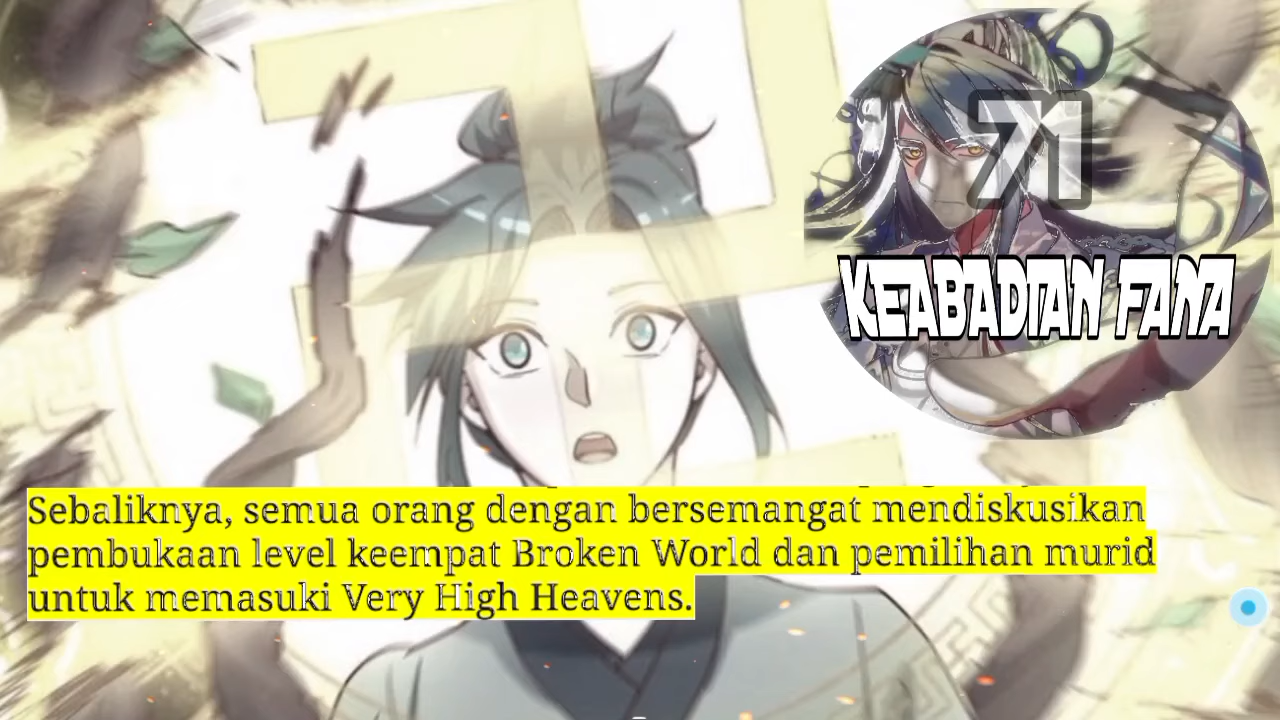 71
KEABADIAN FANA
Sebaliknya, semua orang dengan bersemangat mendiskusikan
pembukaan level keempat Broken World dan pemilihan murid
untuk memasuki Very High Heavens.